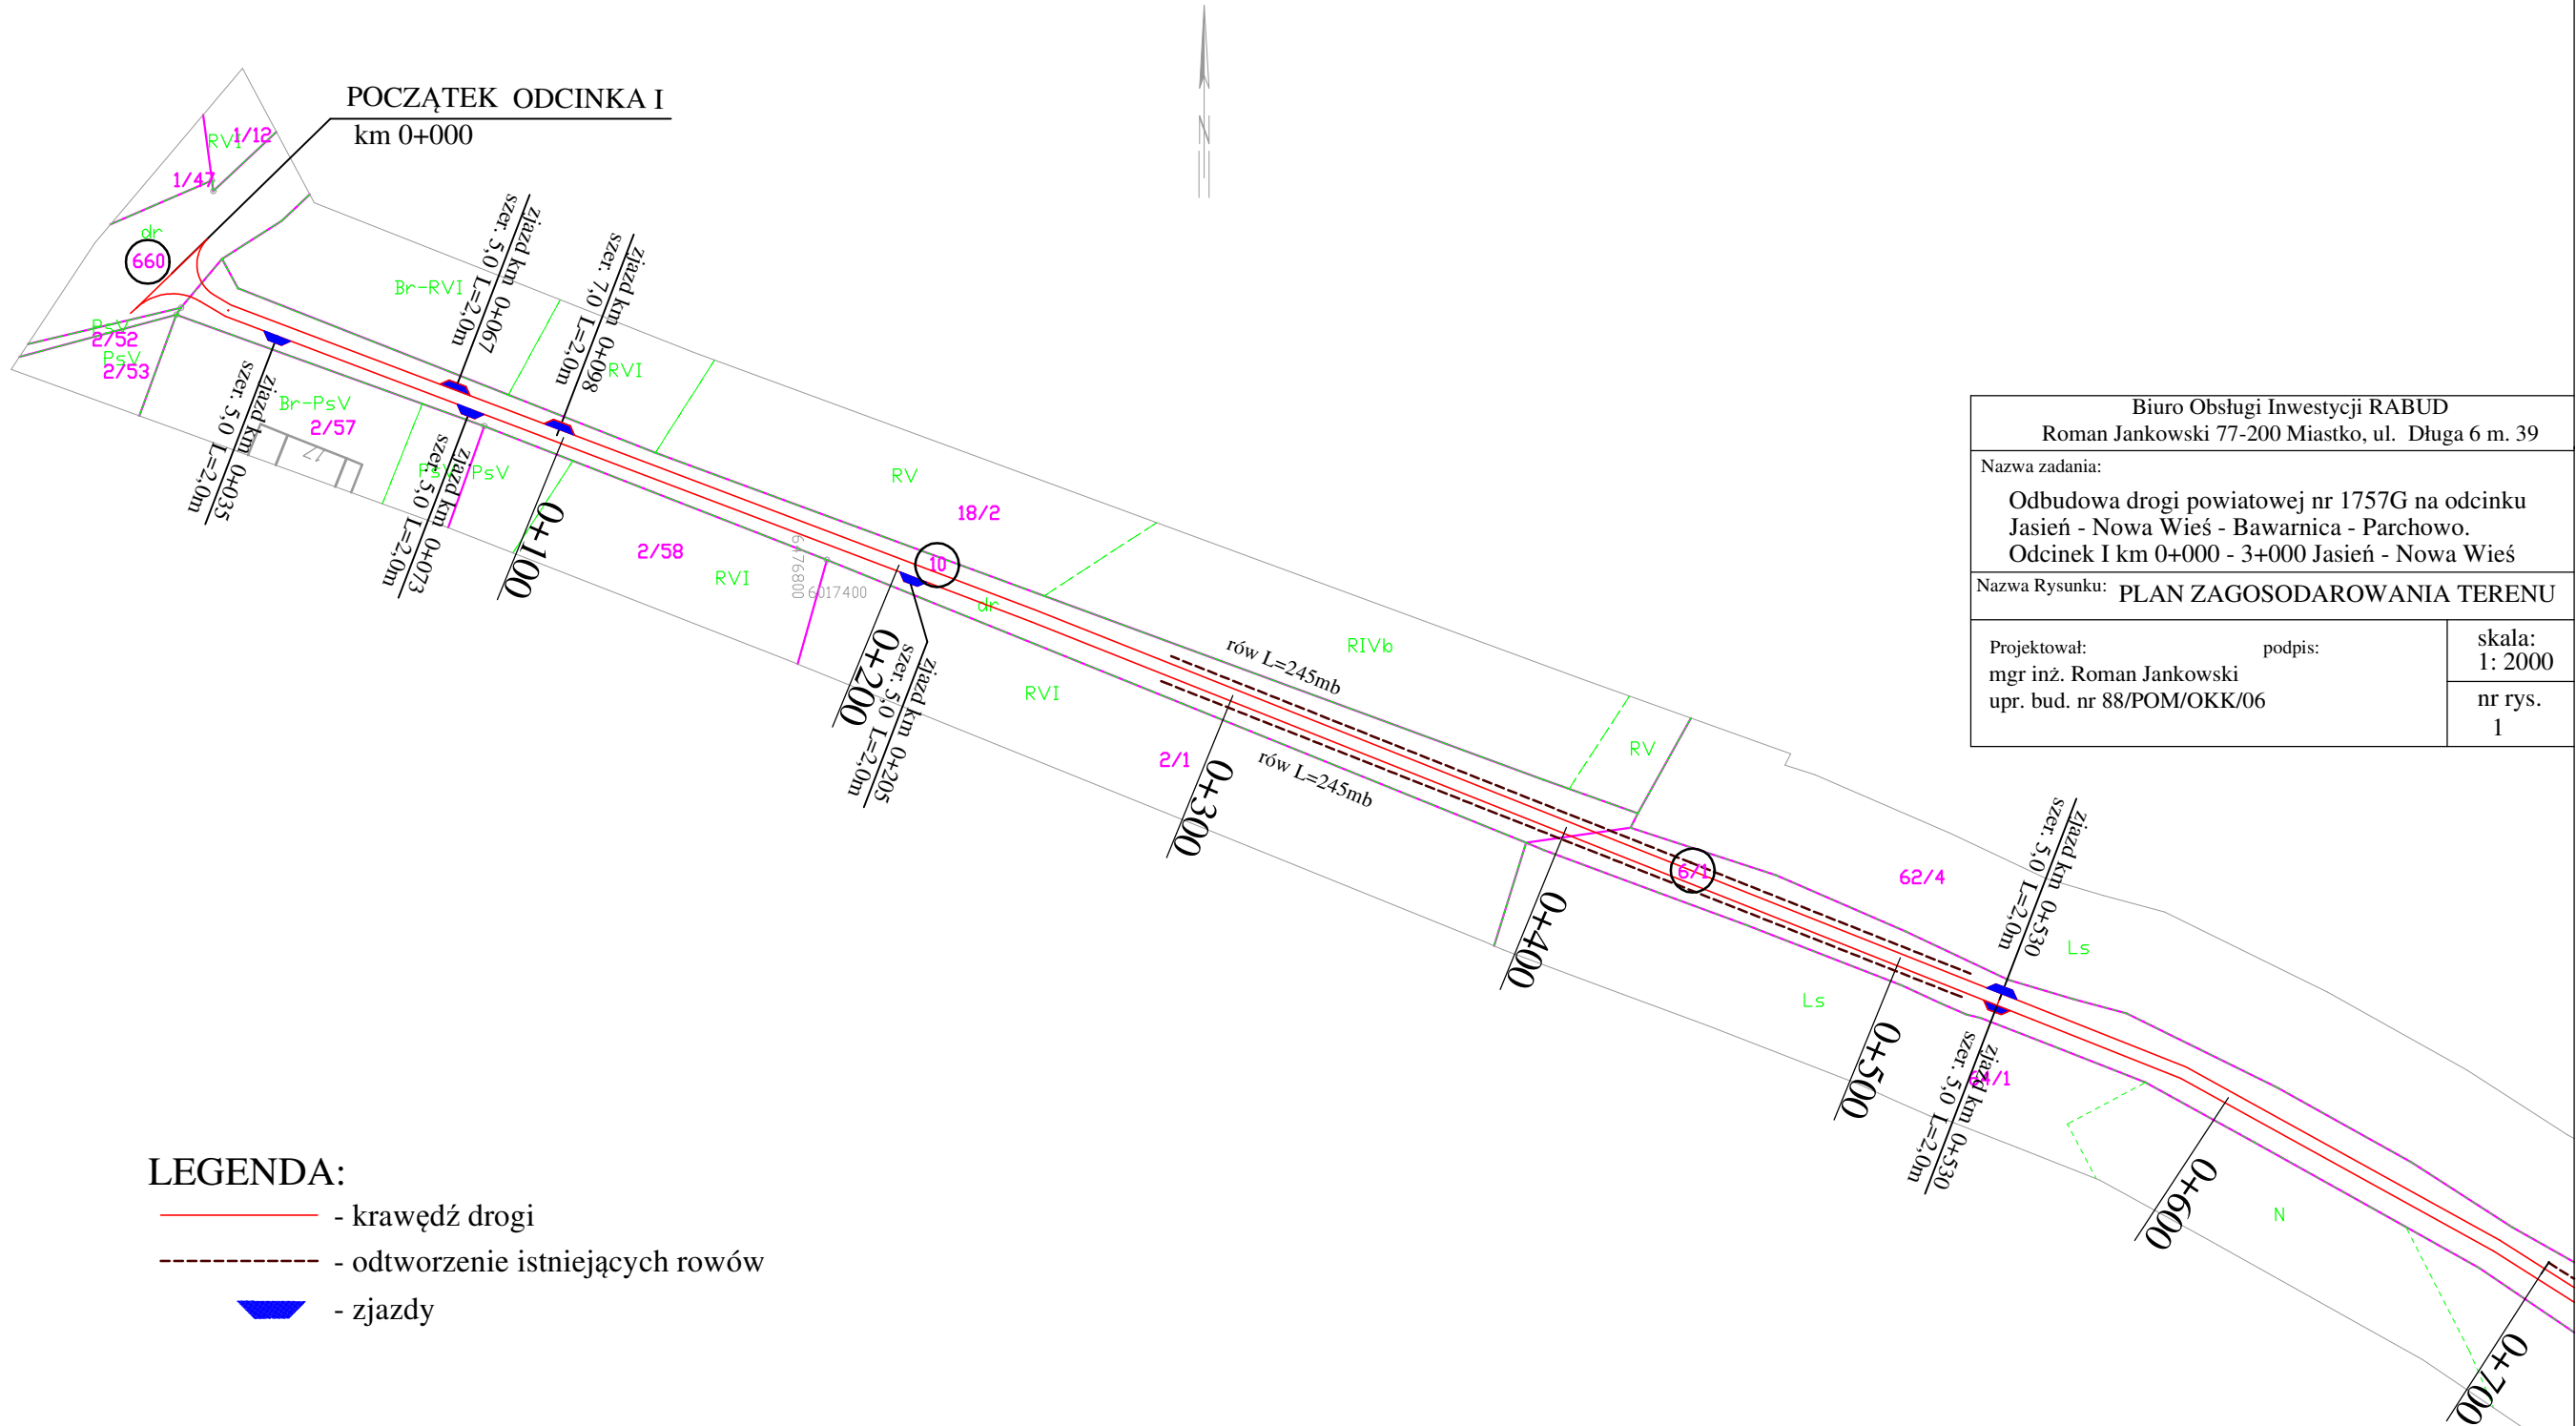 POCZĄTEK ODCINKA I
km 0+000
N
RVI
1/12
1/47
dr
660
PsV
2/52
PsV
2/53
Br-RVI
zjazd km 0+067
szer. 5,0 L=2,0m
zjazd km 0+098
szer. 7,0 L=2,0m
RVI
Br-PsV
2/57
17
zjazd km 0+035
szer. 5,0 L=2,0m
PsV
PsV
zjazd km 0+073
szer. 5,0 L=2,0m
0+100
2/58
RVI
6476800
6017400
RV
18/2
10
dr
0+200
zjazd km 0+205
szer. 5,0 L=2,0m
RVI
rów L=245mb
RIVb
rów L=245mb
2/1
0+300
RV
6/1
0+400
62/4
zjazd km 0+530
szer. 5,0 L=2,0m
Ls
Ls
0+500
64/1
zjazd km 0+530
szer. 5,0 L=2,0m
0+600
N
0+700
Biuro Obsługi Inwestycji RABUD
Roman Jankowski 77-200 Miastko, ul. Długa 6 m. 39
Nazwa zadania:
Odbudowa drogi powiatowej nr 1757G na odcinku
Jasień - Nowa Wieś - Bawarnica - Parchowo.
Odcinek I km 0+000 - 3+000 Jasień - Nowa Wieś
Nazwa Rysunku: PLAN ZAGOSODAROWANIA TERENU
Projektował: podpis:
mgr inż. Roman Jankowski
upr. bud. nr 88/POM/OKK/06
skala:
1: 2000
nr rys.
1
LEGENDA:
- krawędź drogi
- odtworzenie istniejących rowów
- zjazdy